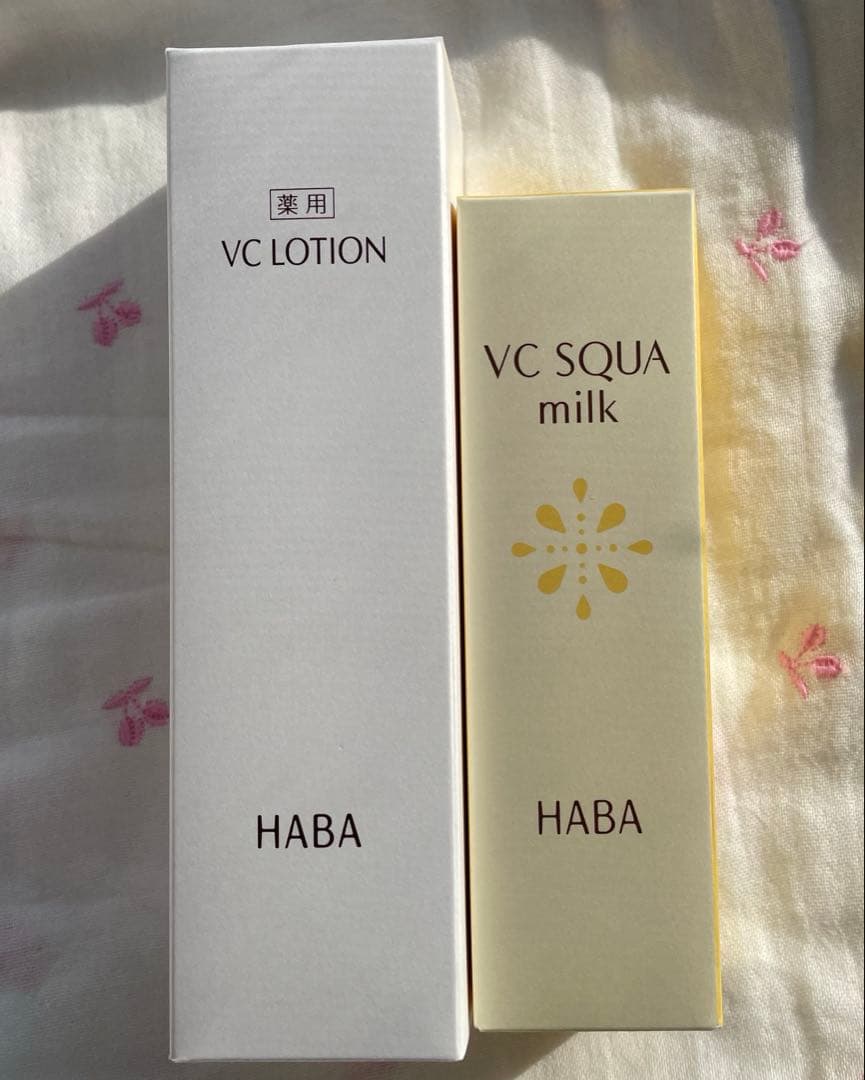 薬用
VC LOTION
HABA
VC SQUA
milk
HABA